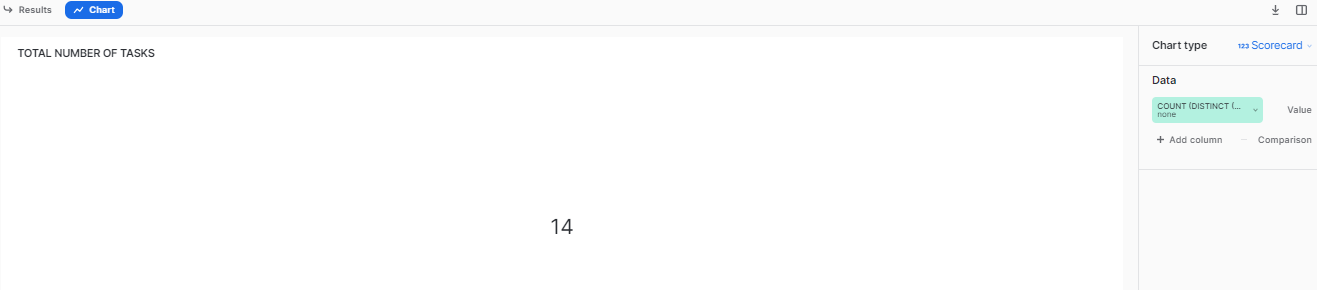 Results
Chart
TOTAL NUMBER OF TASKS
14
Chart type
123 Scorecard
Data
COUNT (DISTINCT (...
none
Value
+ Add column
Comparison